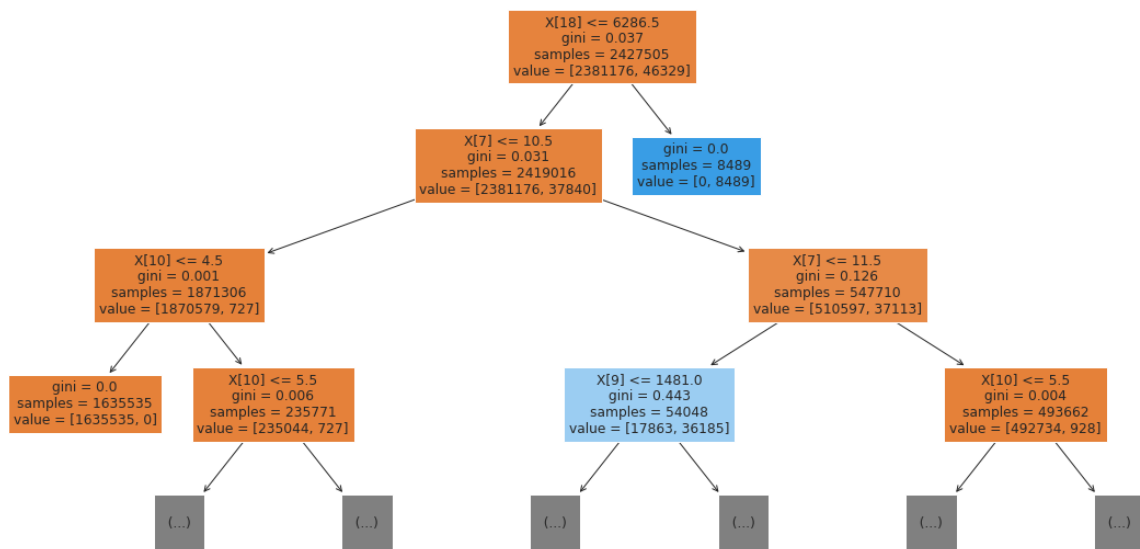 X[18] <= 6286.5
gini = 0.037
samples = 2427505
value = [2381176, 46329]
X[7] <= 10.5
gini = 0.031
samples = 2419016
value = [2381176, 37840]
gini = 0.0
samples = 8489
value = [0, 8489]
X[10] <= 4.5
gini = 0.001
samples = 1871306
value = [1870579, 727]
X[7] <= 11.5
gini = 0.126
samples = 547710
value = [510597, 37113]
gini = 0.0
samples = 1635535
value = [1635535, 0]
X[10] <= 5.5
gini = 0.006
samples = 235771
value = [235044, 727]
X[9] <= 1481.0
gini = 0.443
samples = 54048
value = [17863, 36185]
X[10] <= 5.5
gini = 0.004
samples = 493662
value = [492734, 928]
(...)
(...)
(...)
(...)
(...)
(...)